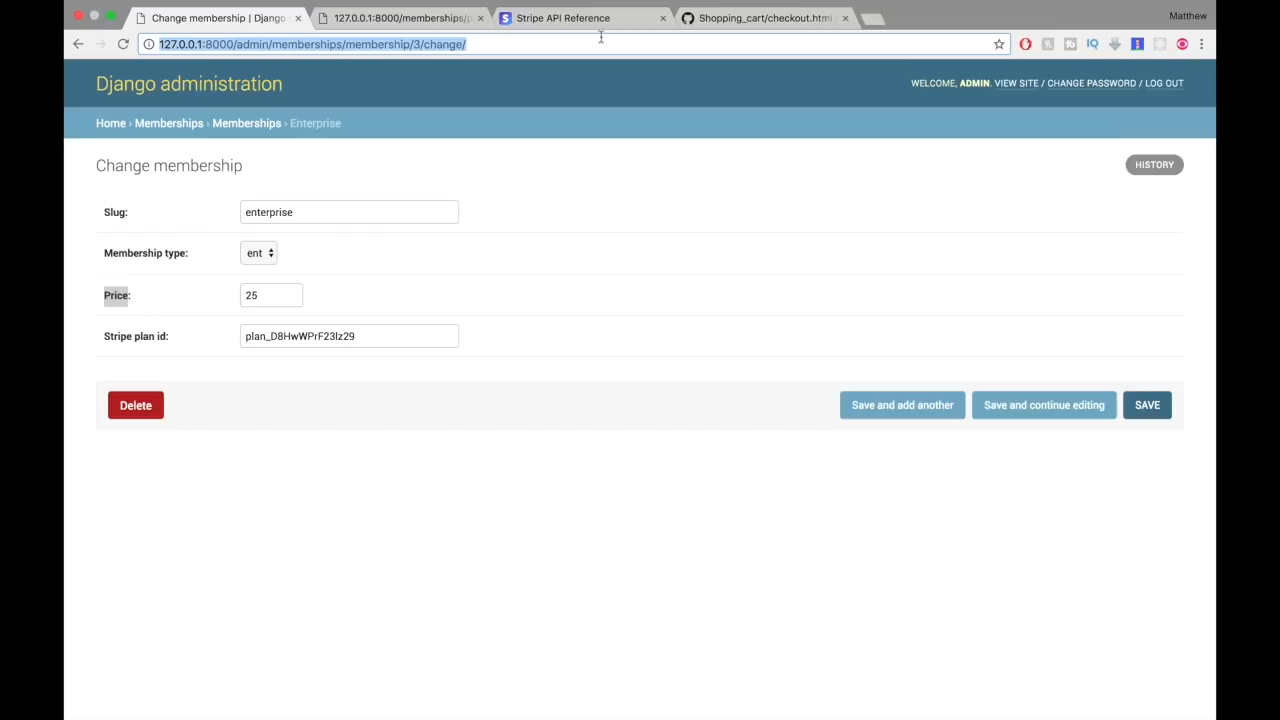 Change membership | Django
127.0.0.1:8000/memberships/p
Stripe API Reference
Shopping_cart/checkout.html
Matthew
127.0.0.1:8000/admin/memberships/membership/3/change/
Django administration
WELCOME, ADMIN. VIEW SITE / CHANGE PASSWORD / LOG OUT
Home › Memberships › Memberships › Enterprise
Change membership
HISTORY
Slug:
enterprise
Membership type:
ent
Price:
25
Stripe plan id:
plan_D8HwWPrF23lz29
Delete
Save and add another
Save and continue editing
SAVE